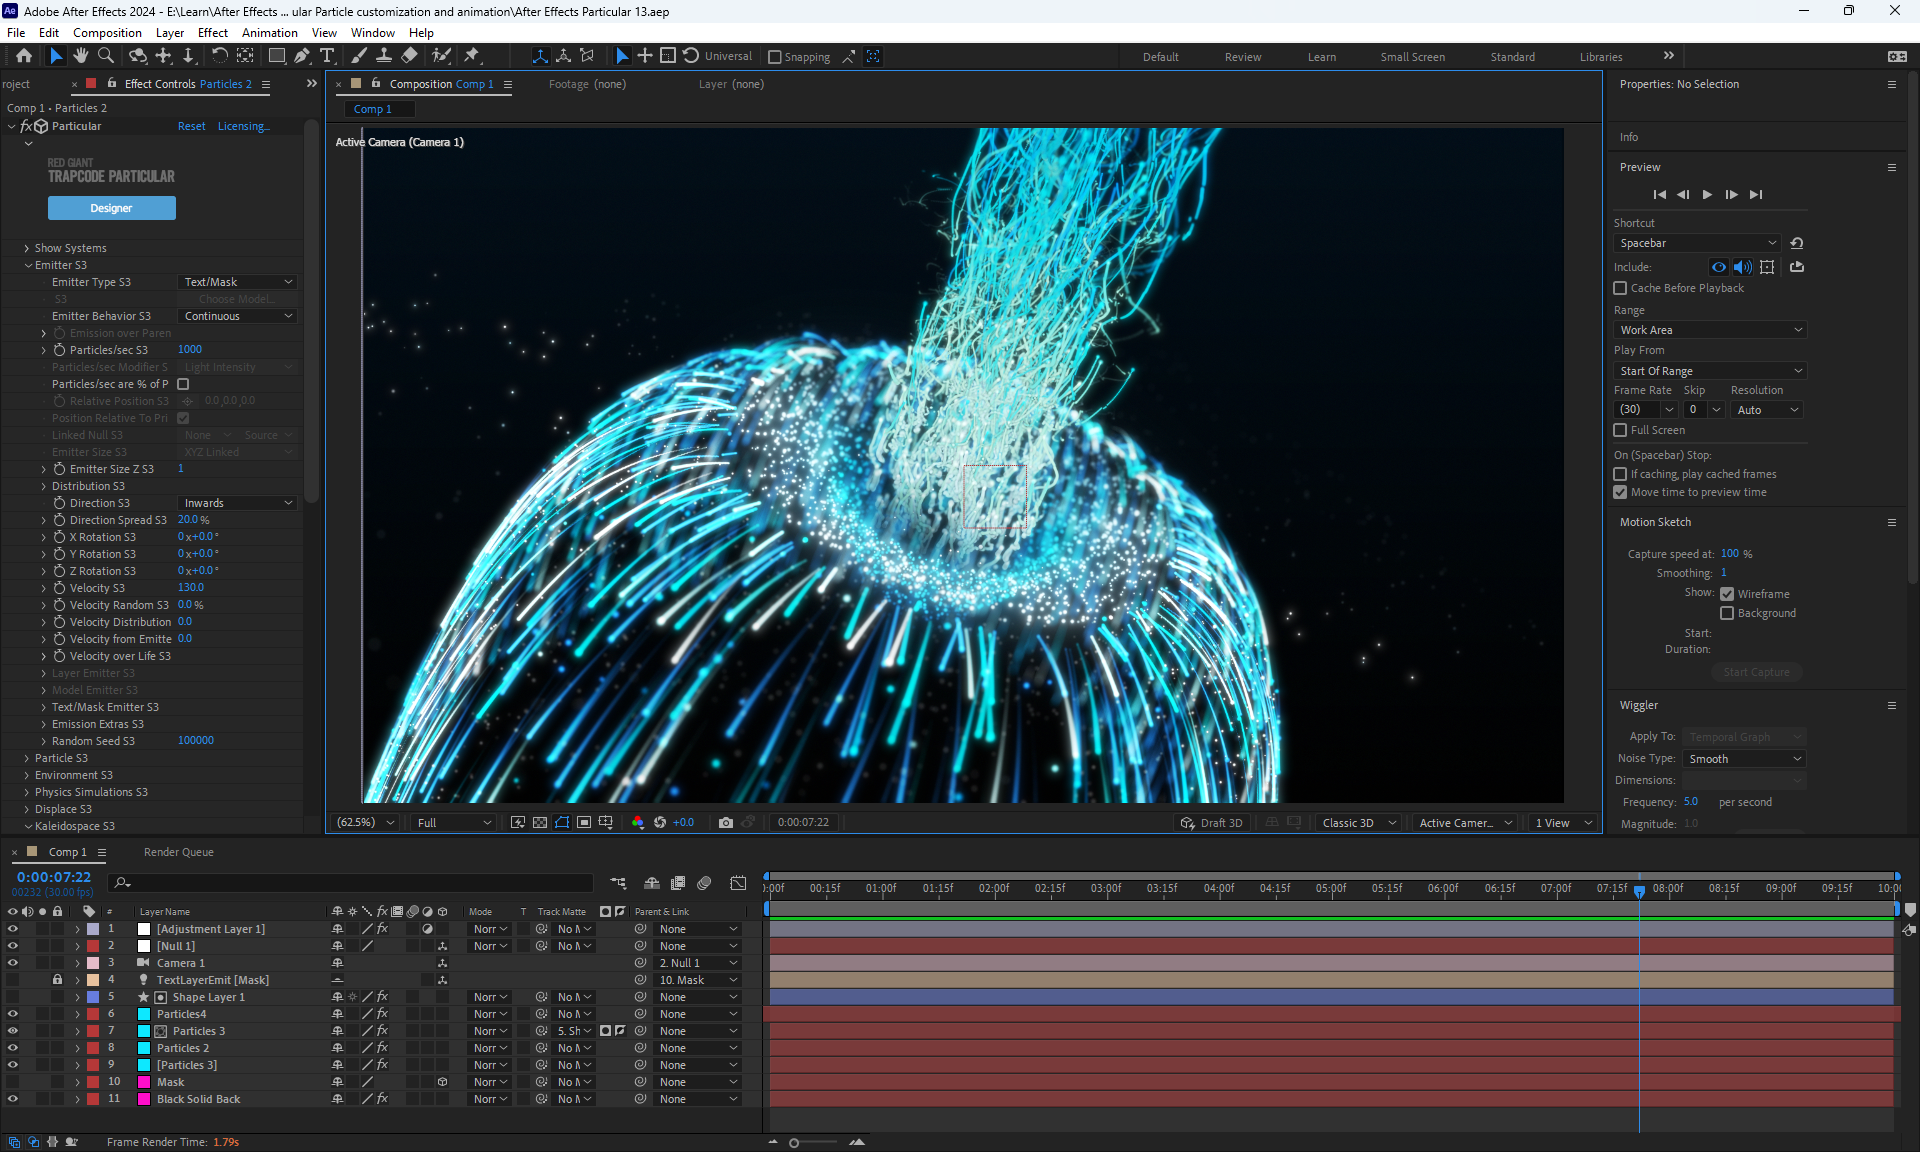 Adobe After Effects 2024 - E:\Learn\After Effects ... ular Particle customization and animation\After Effects Particular 13.aep
File Edit Composition Layer Effect Animation View Window Help
Universal Snapping Default Review Learn Small Screen Standard Libraries
roject Effect Controls Particles 2
Comp 1 • Particles 2
Particular Reset Licensing...
RED GIANT
TRAPCODE PARTICULAR
Designer
Show Systems
Emitter S3
Emitter Type S3 Text/Mask
S3 Choose Model...
Emitter Behavior S3 Continuous
Emission over Paren
Particles/sec S3 1000
Particles/sec Modifier S Light Intensity
Particles/sec are % of P
Relative Position S3 0.0,0.0,0.0
Position Relative To Pri
Linked Null S3 None Source
Emitter Size S3 XYZ Linked
Emitter Size Z S3 1
Distribution S3
Direction S3 Inwards
Direction Spread S3 20.0 %
X Rotation S3 0 x+0.0 °
Y Rotation S3 0 x+0.0 °
Z Rotation S3 0 x+0.0 °
Velocity S3 130.0
Velocity Random S3 0.0 %
Velocity Distribution 0.0
Velocity from Emitte 0.0
Velocity over Life S3
Layer Emitter S3
Model Emitter S3
Text/Mask Emitter S3
Emission Extras S3
Random Seed S3 100000
Particle S3
Environment S3
Physics Simulations S3
Displace S3
Kaleidospace S3
Composition Comp 1 Footage (none) Layer (none)
Comp 1
Active Camera (Camera 1)
(62.5%) Full +0.0 0:00:07:22 Draft 3D Classic 3D Active Camer... 1 View
Properties: No Selection
Info
Preview
Shortcut
Spacebar
Include:
Cache Before Playback
Range
Work Area
Play From
Start Of Range
Frame Rate Skip Resolution
(30) 0 Auto
Full Screen
On (Spacebar) Stop:
If caching, play cached frames
Move time to preview time
Motion Sketch
Capture speed at: 100 %
Smoothing: 1
Show: Wireframe
Background
Start:
Duration:
Start Capture
Wiggler
Apply To: Temporal Graph
Noise Type: Smooth
Dimensions:
Frequency: 5.0 per second
Magnitude: 1.0
Comp 1 Render Queue
0:00:07:22
00232 (30.00 fps)
):00f 00:15f 01:00f 01:15f 02:00f 02:15f 03:00f 03:15f 04:00f 04:15f 05:00f 05:15f 06:00f 06:15f 07:00f 07:15f 08:00f 08:15f 09:00f 09:15f 10:0(
# Layer Name Mode T Track Matte Parent & Link
1 [Adjustment Layer 1] Norr No M None
2 [Null 1] Norr No M None
3 Camera 1 2. Null 1
4 TextLayerEmit [Mask] 10. Mask
5 Shape Layer 1 Norr No M None
6 Particles4 Norr No M None
7 Particles 3 Norr 5. Sh None
8 Particles 2 Norr No M None
9 [Particles 3] Norr No M None
10 Mask Norr No M None
11 Black Solid Back Norr No M None
Frame Render Time: 1.79s